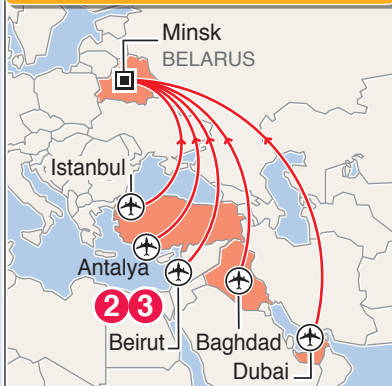 Minsk
BELARUS
Istanbul
Antalya
2 3
Beirut
Baghdad
Dubai